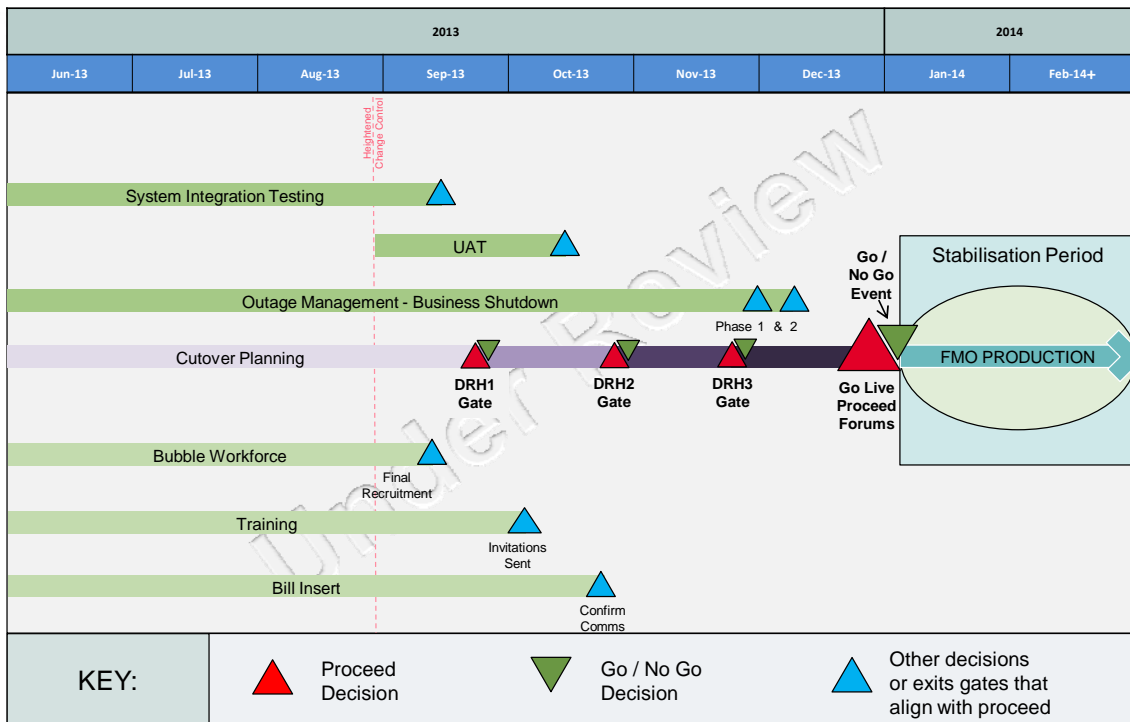 2013
2014
Jun-13
Jul-13
Aug-13
Sep-13
Oct-13
Nov-13
Dec-13
Jan-14
Feb-14+
Heightened
Change Control
System Integration Testing
UAT
Go /
No Go
Event
Stabilisation Period
Outage Management - Business Shutdown
Phase 1 & 2
Cutover Planning
FMO PRODUCTION
DRH1
Gate
DRH2
Gate
DRH3
Gate
Go Live
Proceed
Forums
Bubble Workforce
Final
Recruitment
Training
Invitations
Sent
Bill Insert
Confirm
Comms
Under Review
KEY:
Proceed
Decision
Go / No Go
Decision
Other decisions
or exits gates that
align with proceed